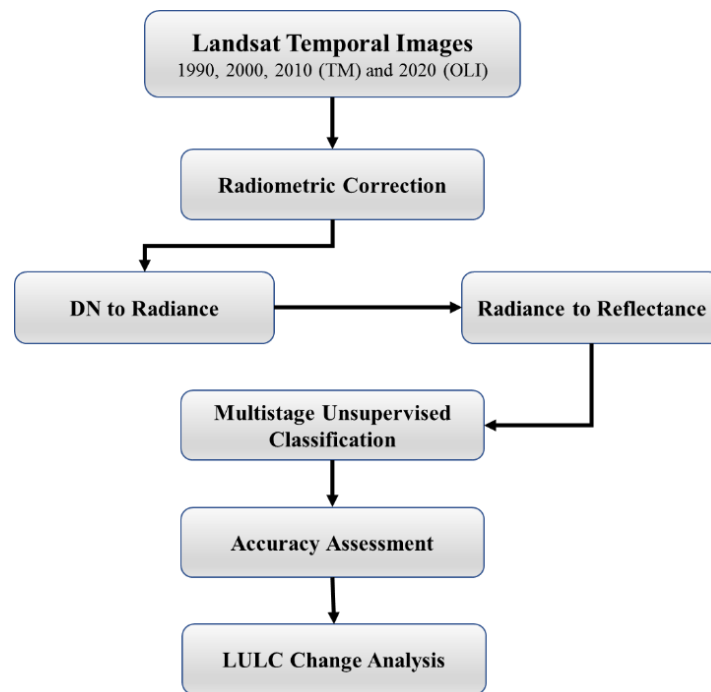 Landsat Temporal Images
1990, 2000, 2010 (TM) and 2020 (OLI)
Radiometric Correction
DN to Radiance
Radiance to Reflectance
Multistage Unsupervised
Classification
Accuracy Assessment
LULC Change Analysis